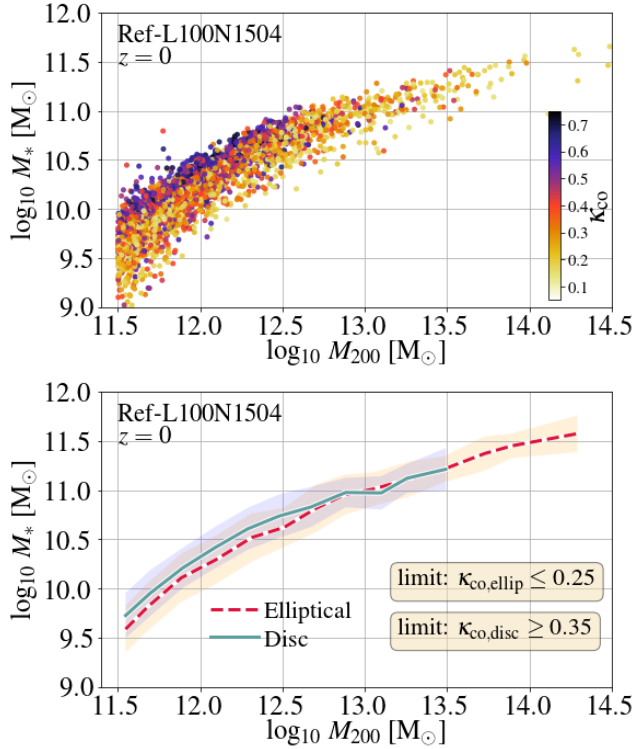 Ref-L100N1504
z = 0
12.0
11.5
11.0
10.5
10.0
9.5
9.0
log₁₀ M* [M⊙]
0.7
0.6
0.5
0.4
0.3
0.2
0.1
κco
11.5 12.0 12.5 13.0 13.5 14.0 14.5
log₁₀ M₂₀₀ [M⊙]
Ref-L100N1504
z = 0
12.0
11.5
11.0
10.5
10.0
9.5
9.0
log₁₀ M* [M⊙]
limit: κco,ellip ≤ 0.25
Elliptical
Disc
limit: κco,disc ≥ 0.35
11.5 12.0 12.5 13.0 13.5 14.0 14.5
log₁₀ M₂₀₀ [M⊙]